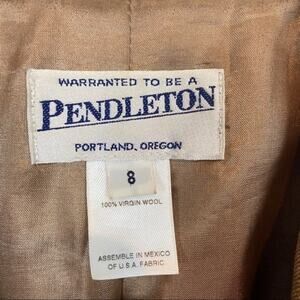 WARRANTED TO BE A
PENDLETON
PORTLAND, OREGON
8
100% VIRGIN WOOL
ASSEMBLE IN MEXICO
OF U.S.A. FABRIC